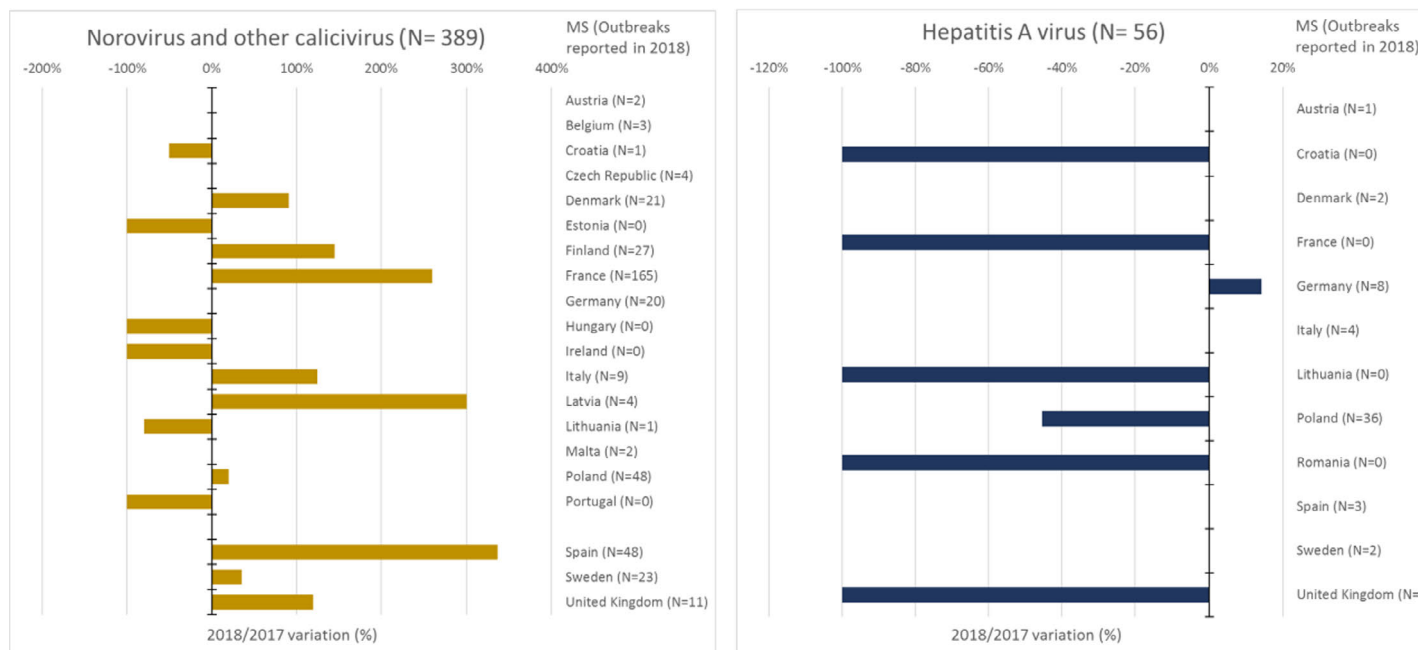 Norovirus and other calicivirus (N= 389)
MS (Outbreaks
reported in 2018)
-200% -100% 0% 100% 200% 300% 400%
Austria (N=2)
Belgium (N=3)
Croatia (N=1)
Czech Republic (N=4)
Denmark (N=21)
Estonia (N=0)
Finland (N=27)
France (N=165)
Germany (N=20)
Hungary (N=0)
Ireland (N=0)
Italy (N=9)
Latvia (N=4)
Lithuania (N=1)
Malta (N=2)
Poland (N=48)
Portugal (N=0)
Spain (N=48)
Sweden (N=23)
United Kingdom (N=11)
2018/2017 variation (%)
Hepatitis A virus (N= 56)
MS (Outbreaks
reported in 2018)
-120% -100% -80% -60% -40% -20% 0% 20%
Austria (N=1)
Croatia (N=0)
Denmark (N=2)
France (N=0)
Germany (N=8)
Italy (N=4)
Lithuania (N=0)
Poland (N=36)
Romania (N=0)
Spain (N=3)
Sweden (N=2)
United Kingdom (N=
2018/2017 variation (%)